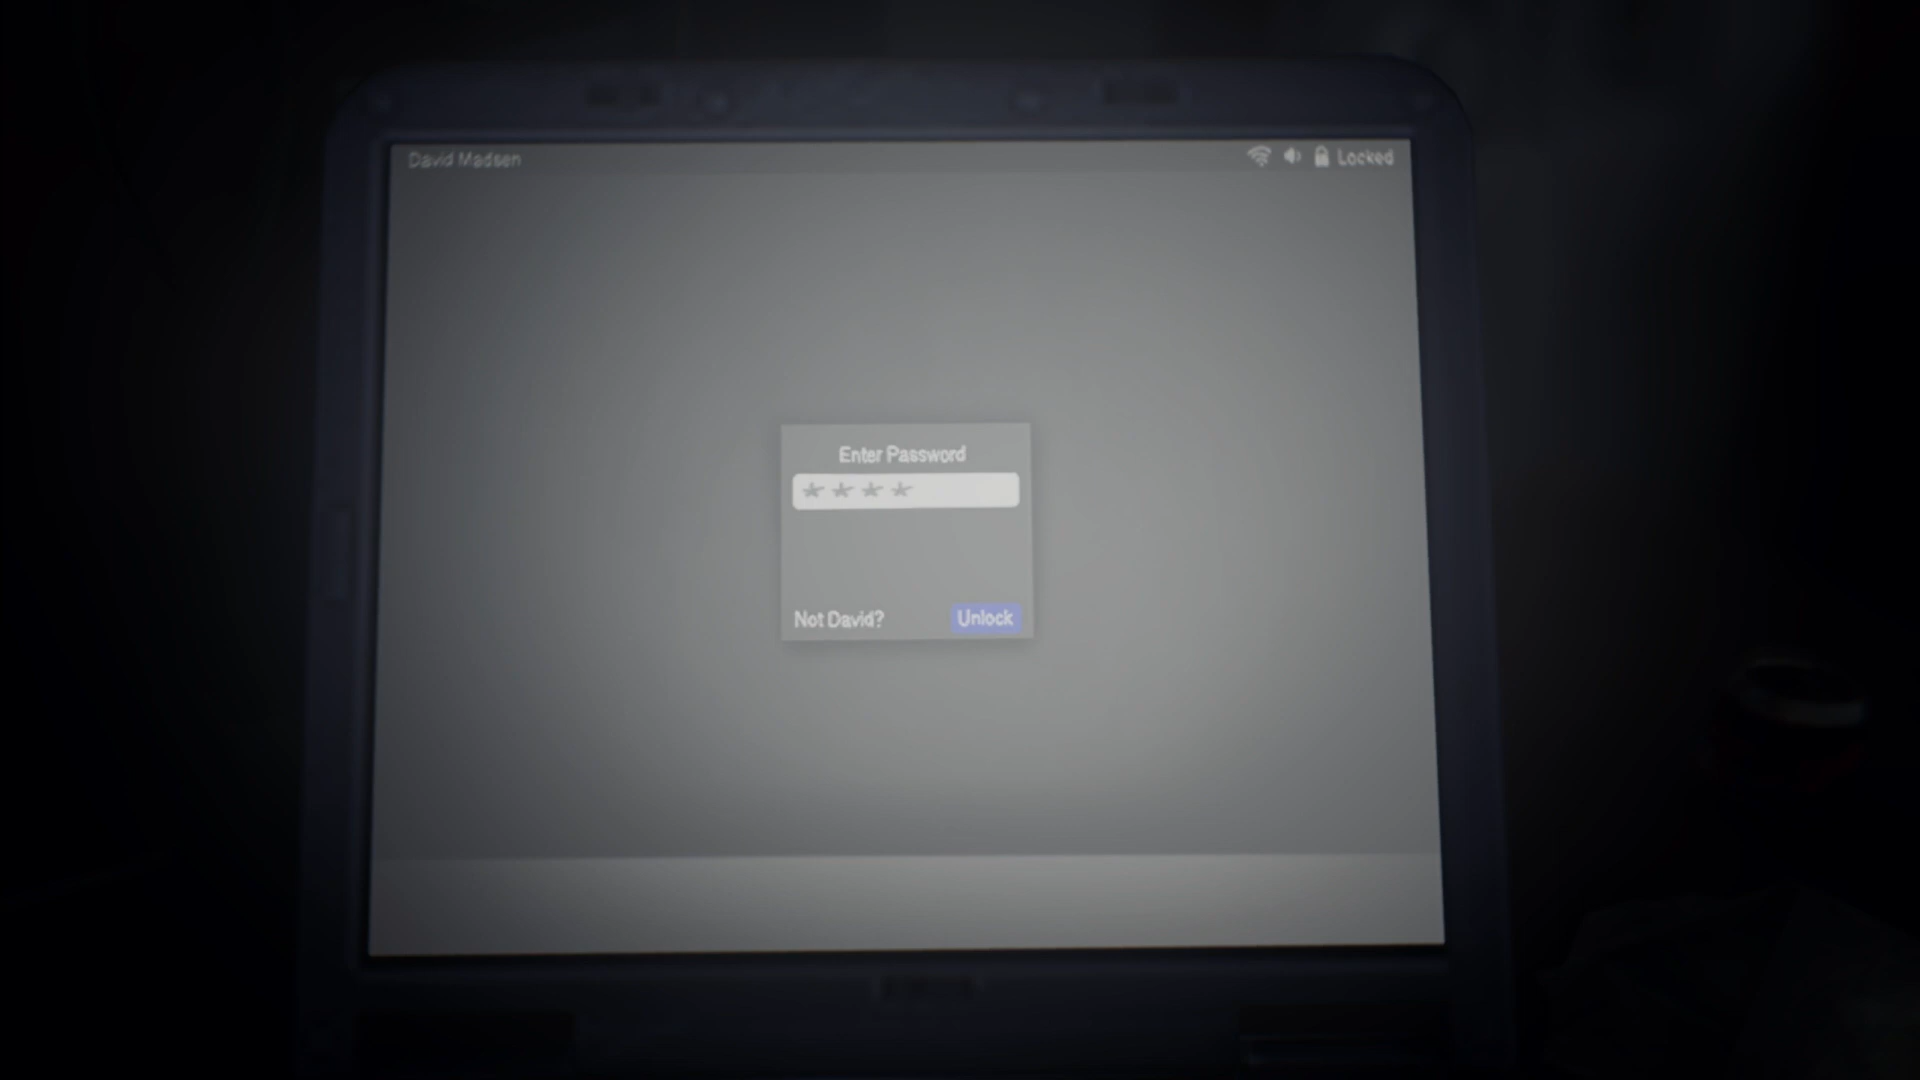 David Madsen
Locked
Enter Password
****
Not David?
Unlock